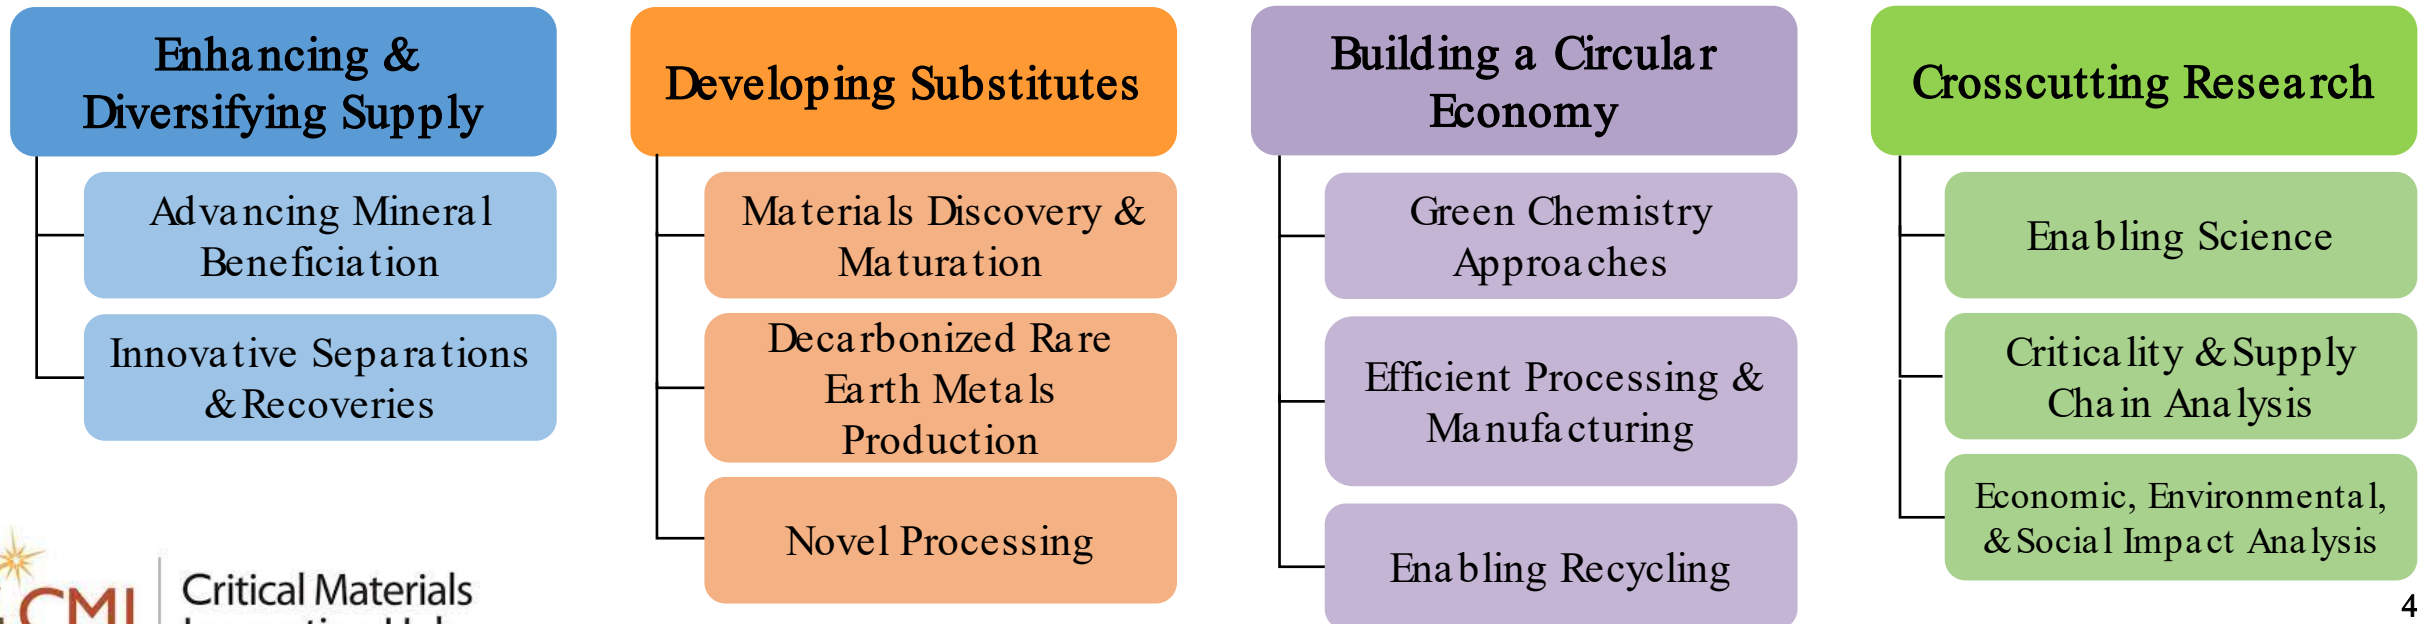 Enhancing &
Diversifying Supply
Advancing Mineral
Beneficiation
Innovative Separations
& Recoveries
Developing Substitutes
Materials Discovery &
Maturation
Decarbonized Rare
Earth Metals
Production
Novel Processing
Building a Circular
Economy
Green Chemistry
Approaches
Efficient Processing &
Manufacturing
Enabling Recycling
Crosscutting Research
Enabling Science
Criticality & Supply
Chain Analysis
Economic, Environmental,
& Social Impact Analysis
CMI
Critical Materials
Innovation Hub
4